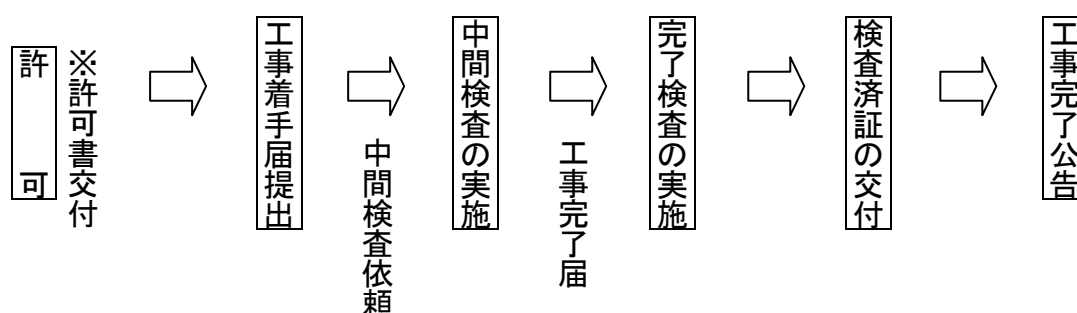 許可
※許可書交付
工事着手届提出
中間検査依頼
中間検査の実施
工事完了届
完了検査の実施
検査済証の交付
工事完了公告